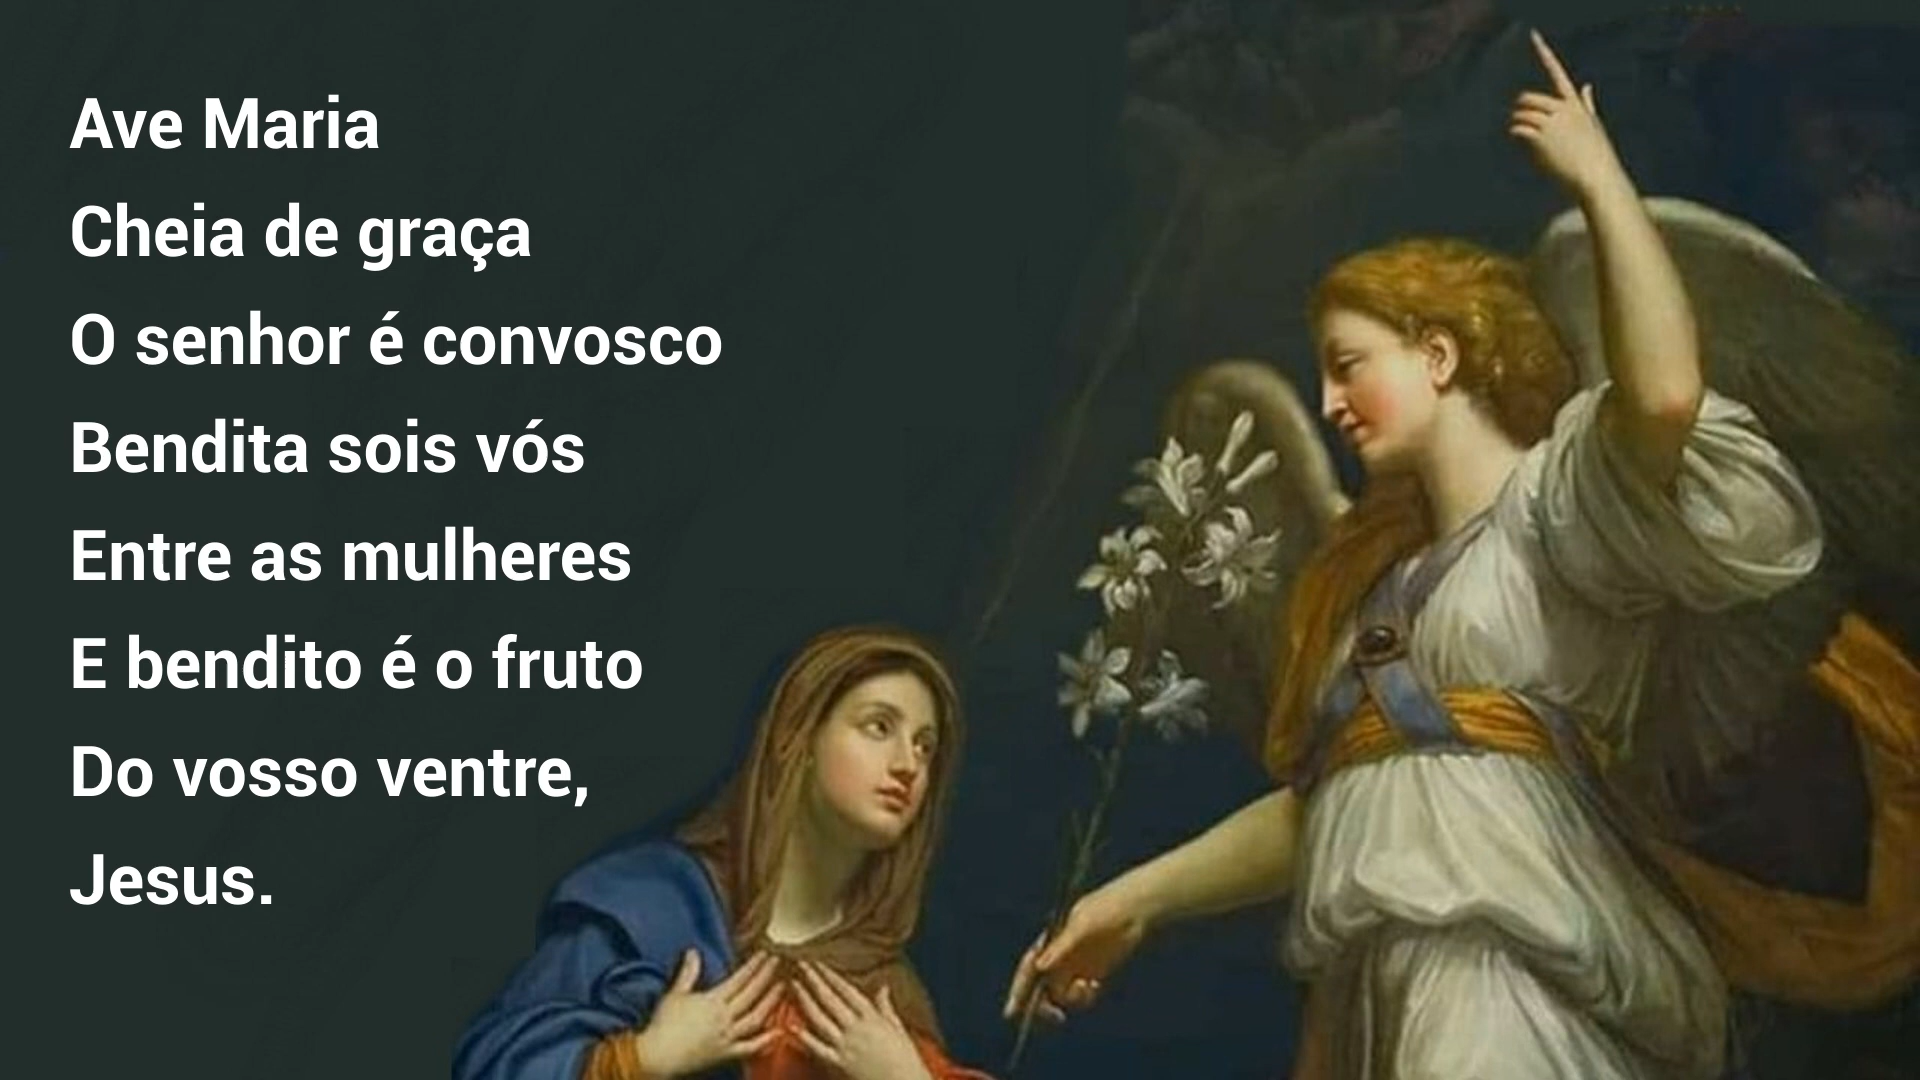 Ave Maria
Cheia de graça
O senhor é convosco
Bendita sois vós
Entre as mulheres
E bendito é o fruto
Do vosso ventre,
Jesus.